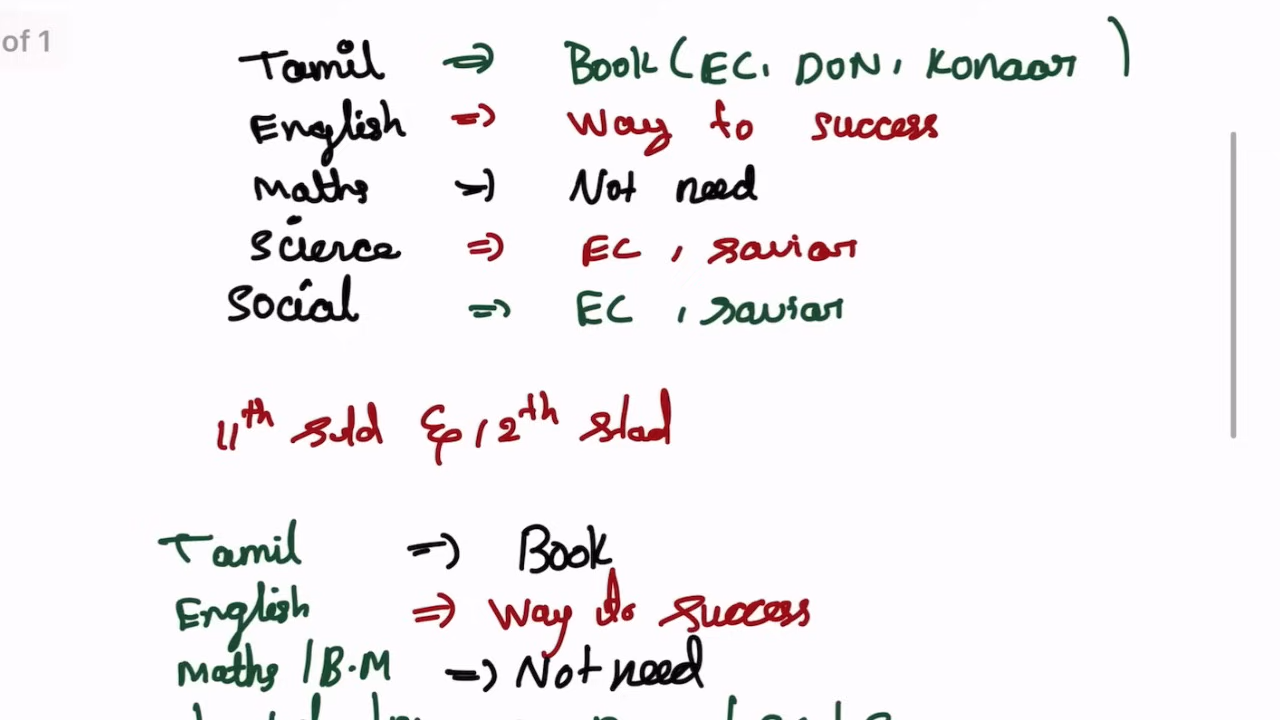 of 1
Tamil => Book (EC, DON, Konaar)
English => Way to success
Maths => Not need
Science => EC, savior
Social => EC, savior
11th std & 12th std
Tamil => Book
English => Way to success
Maths / B.M => Not need